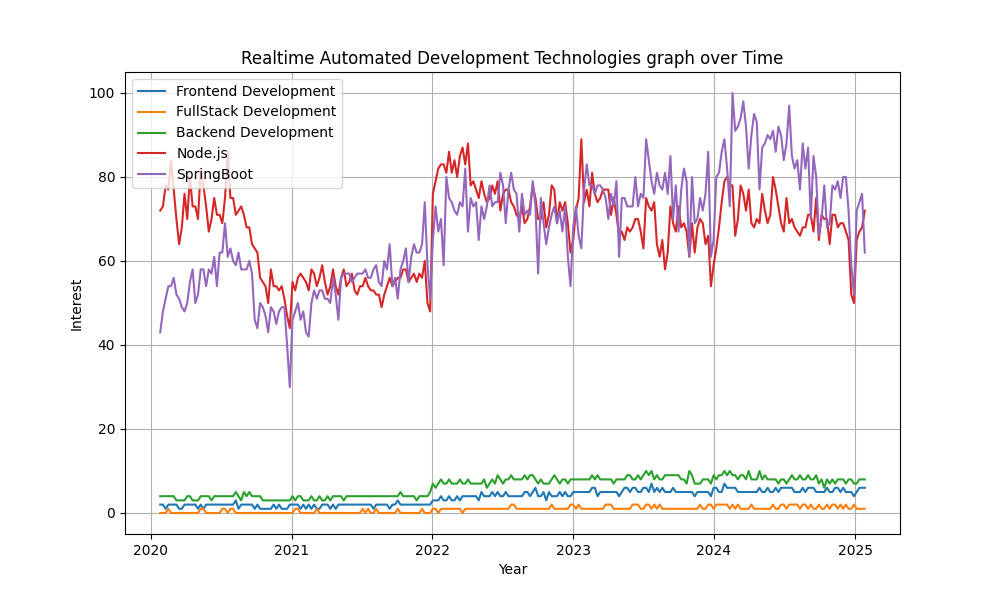 Realtime Automated Development Technologies graph over Time
Frontend Development
FullStack Development
Backend Development
Node.js
SpringBoot
100
80
60
40
20
0
Interest
2020 2021 2022 2023 2024 2025
Year